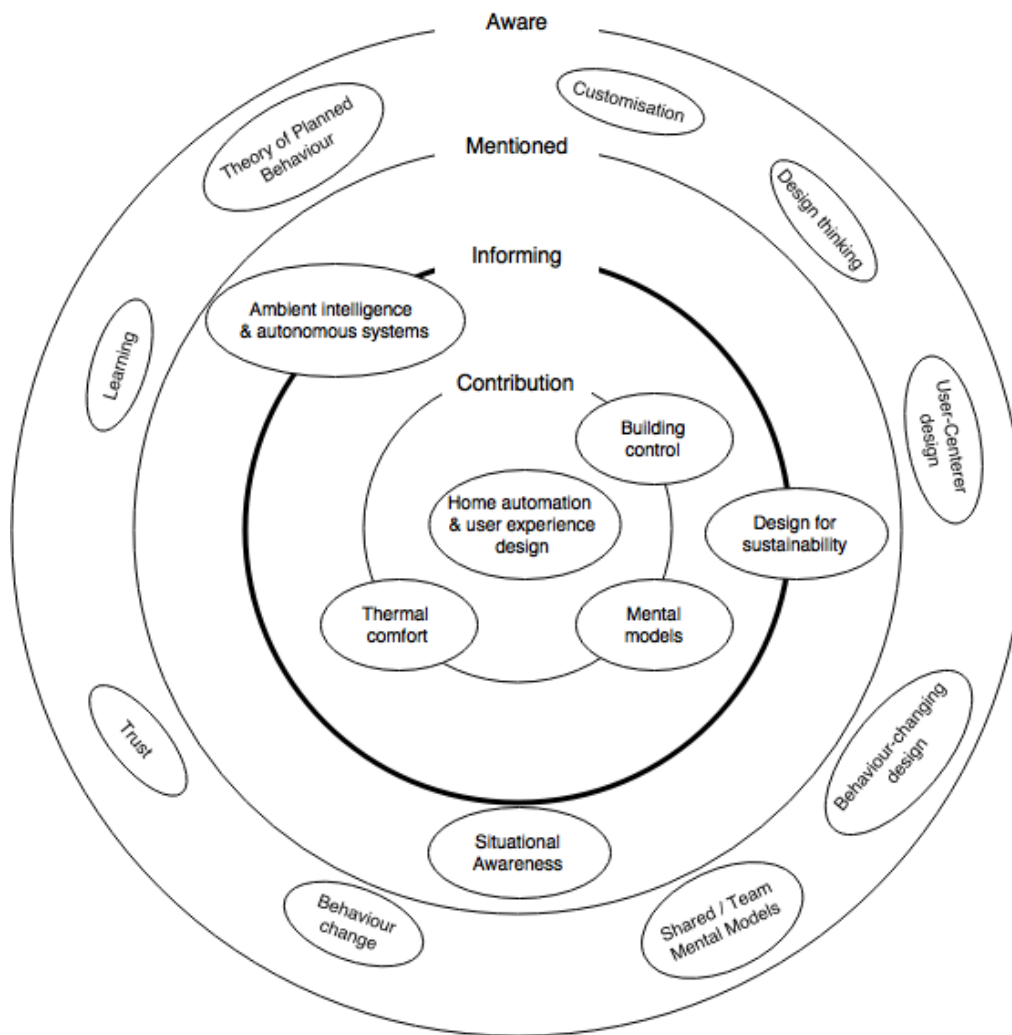 Aware
Customisation
Theory of Planned
Behaviour
Mentioned
Design thinking
Informing
Ambient intelligence
& autonomous systems
Learning
Contribution
User-Centerer
design
Building
control
Home automation
& user experience
design
Design for
sustainability
Thermal
comfort
Mental
models
Trust
Behaviour-changing
design
Situational
Awareness
Behaviour
change
Shared / Team
Mental Models